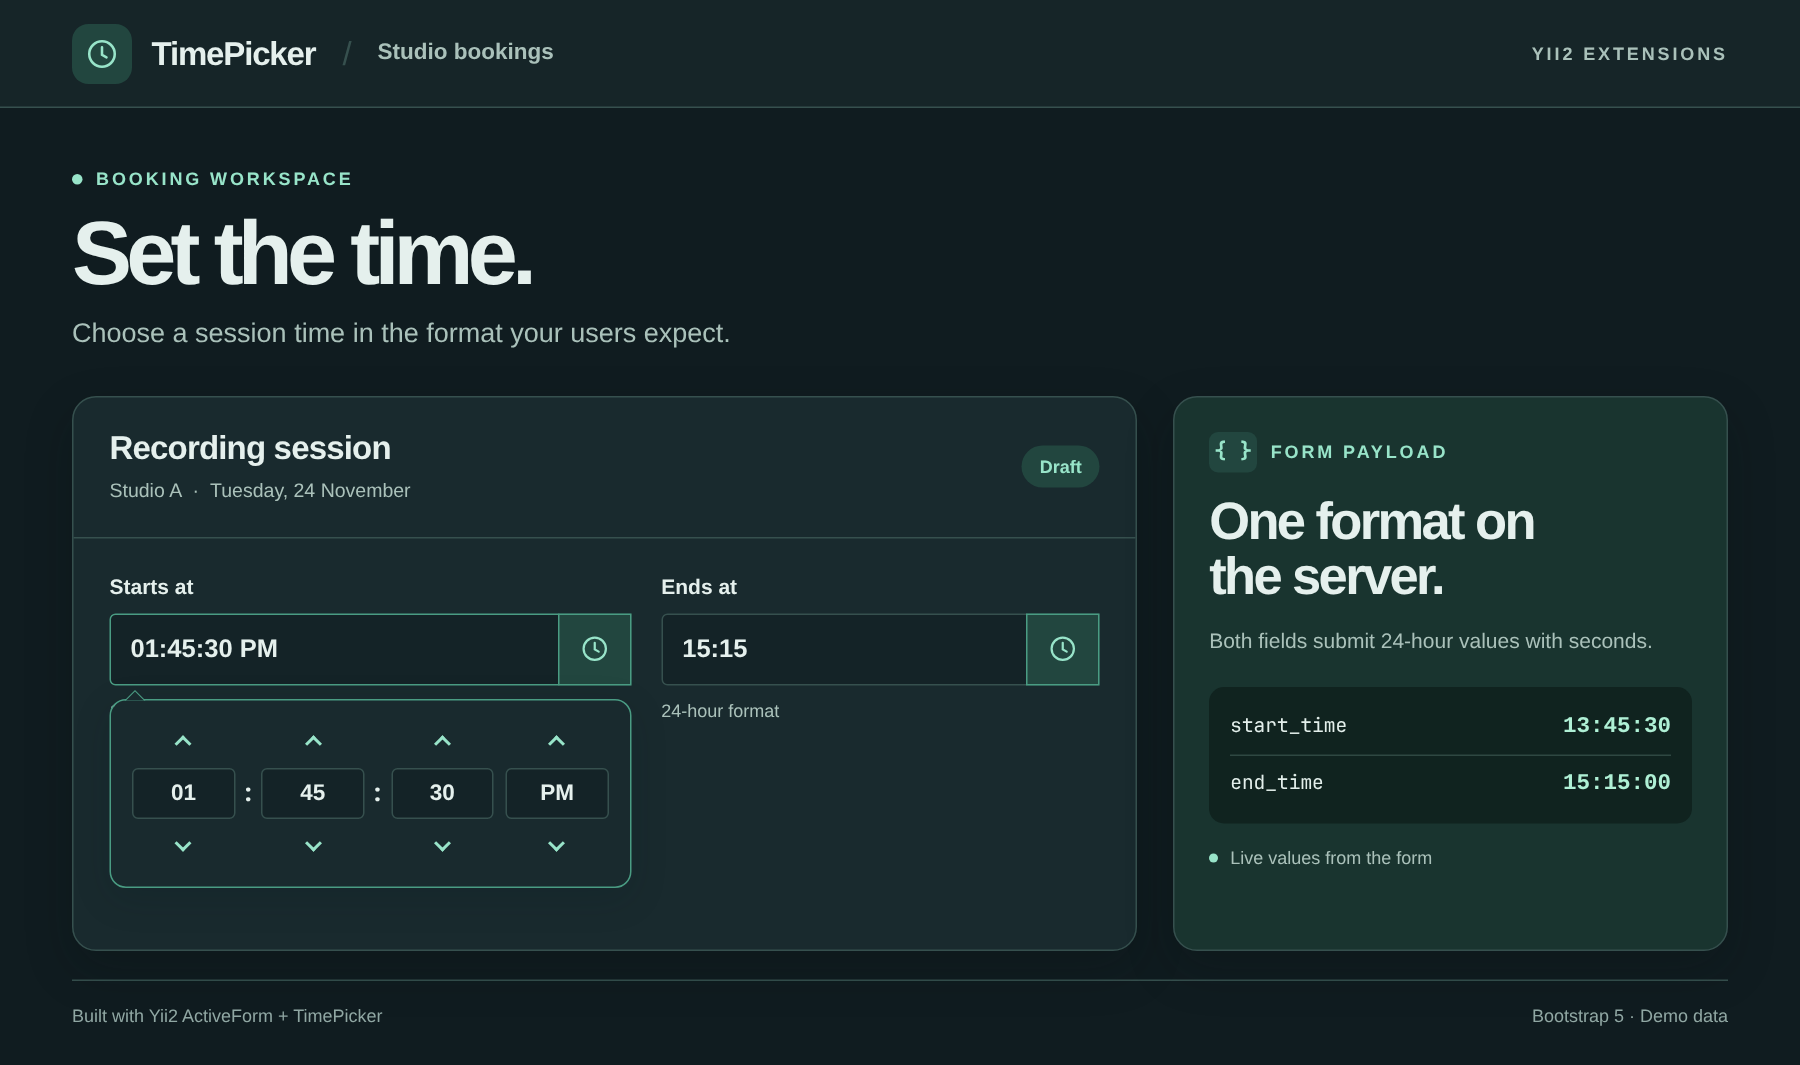 TimePicker / Studio bookings
YII2 EXTENSIONS
BOOKING WORKSPACE
Set the time.
Choose a session time in the format your users expect.
Recording session
Studio A · Tuesday, 24 November
Draft
Starts at
01:45:30 PM
01 : 45 : 30 PM
Ends at
15:15
24-hour format
{ } FORM PAYLOAD
One format on
the server.
Both fields submit 24-hour values with seconds.
start_time 13:45:30
end_time 15:15:00
Live values from the form
Built with Yii2 ActiveForm + TimePicker
Bootstrap 5 · Demo data